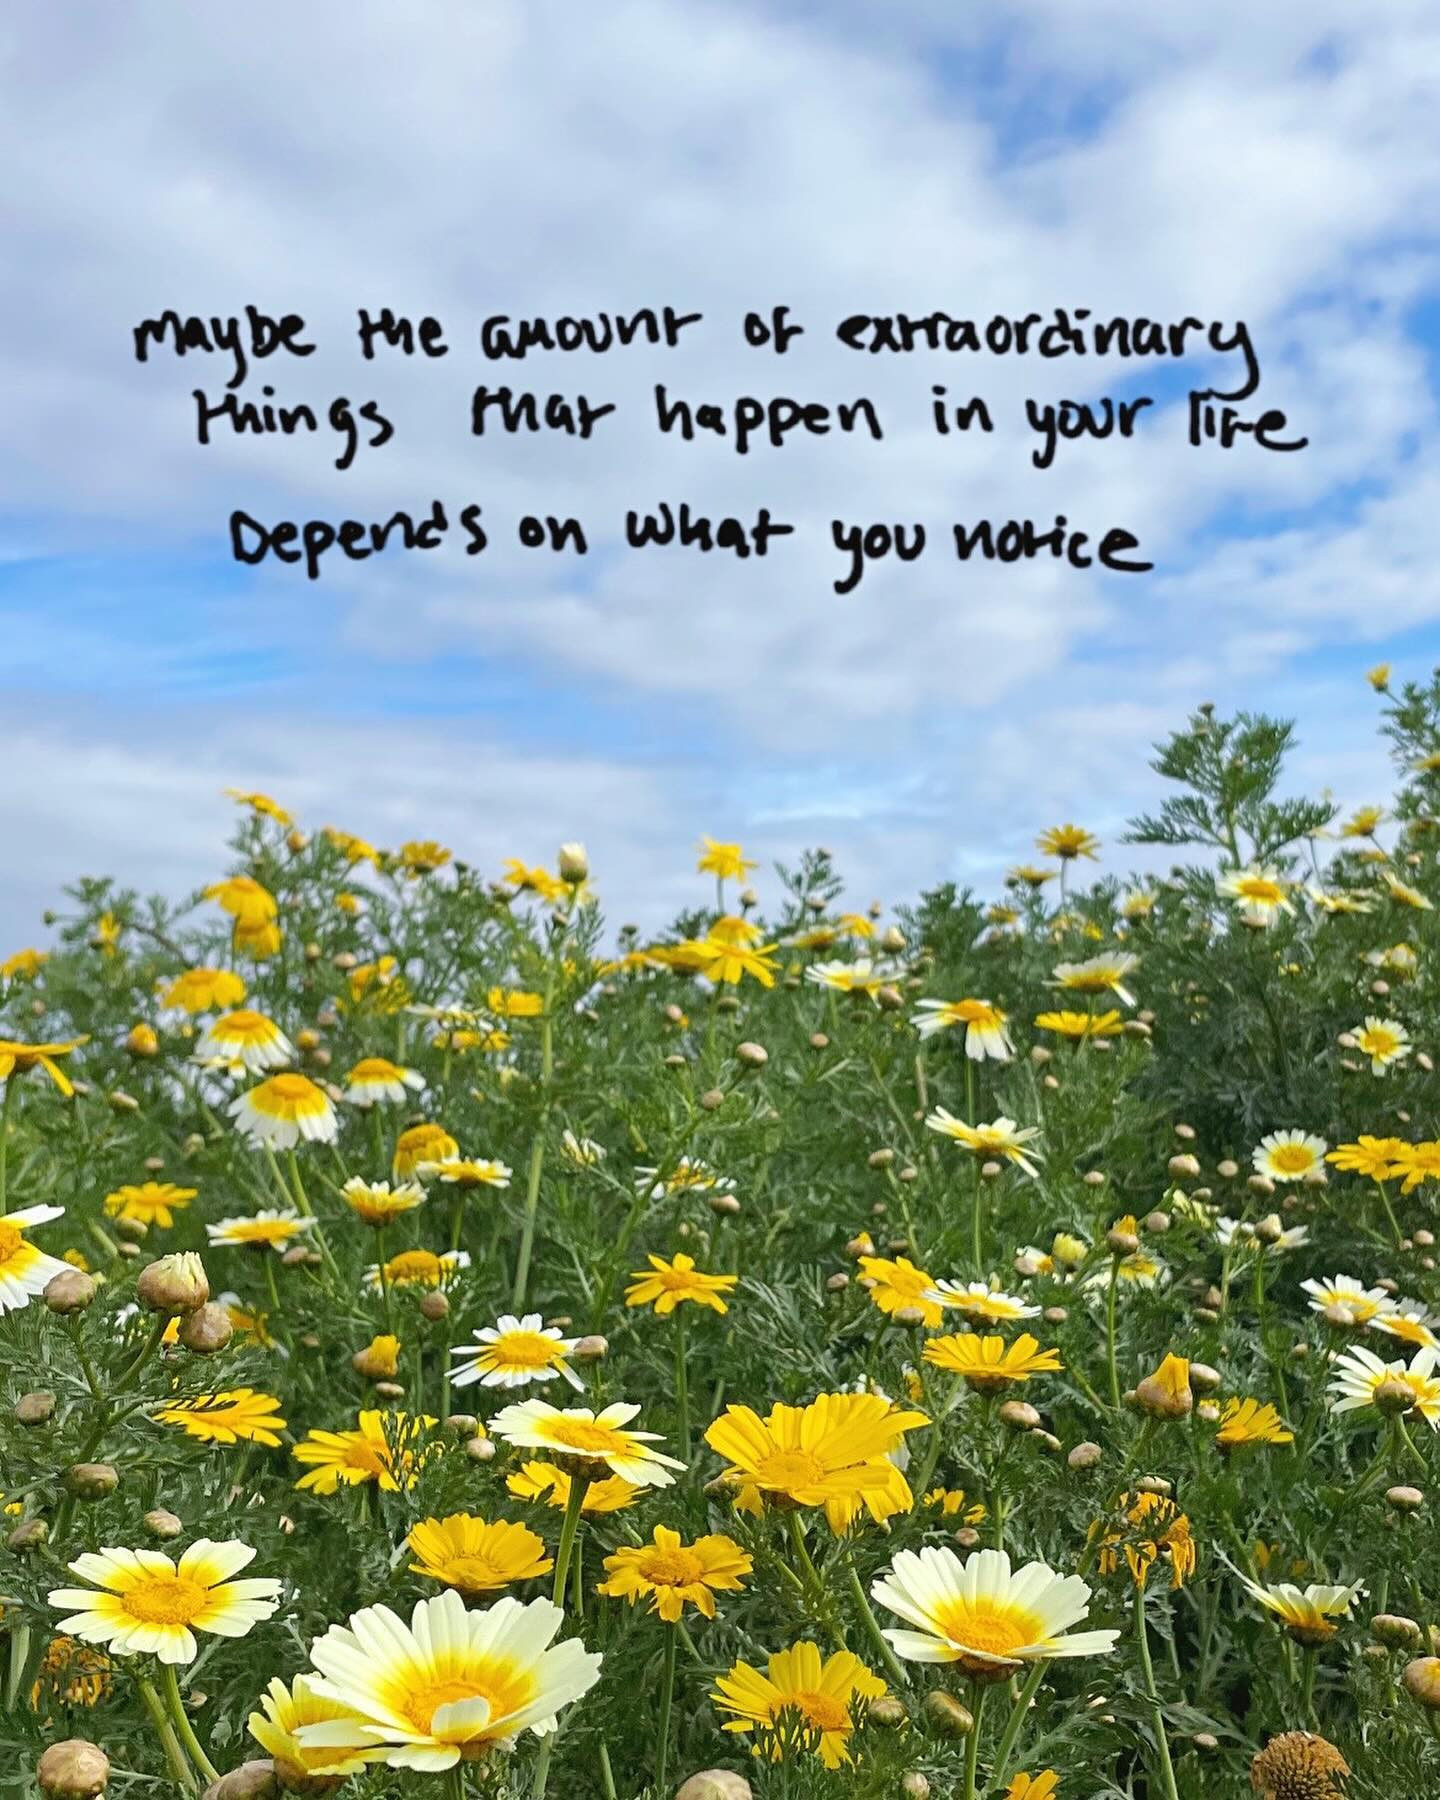 maybe the amount of extraordinary
things that happen in your life
Depends on what you notice